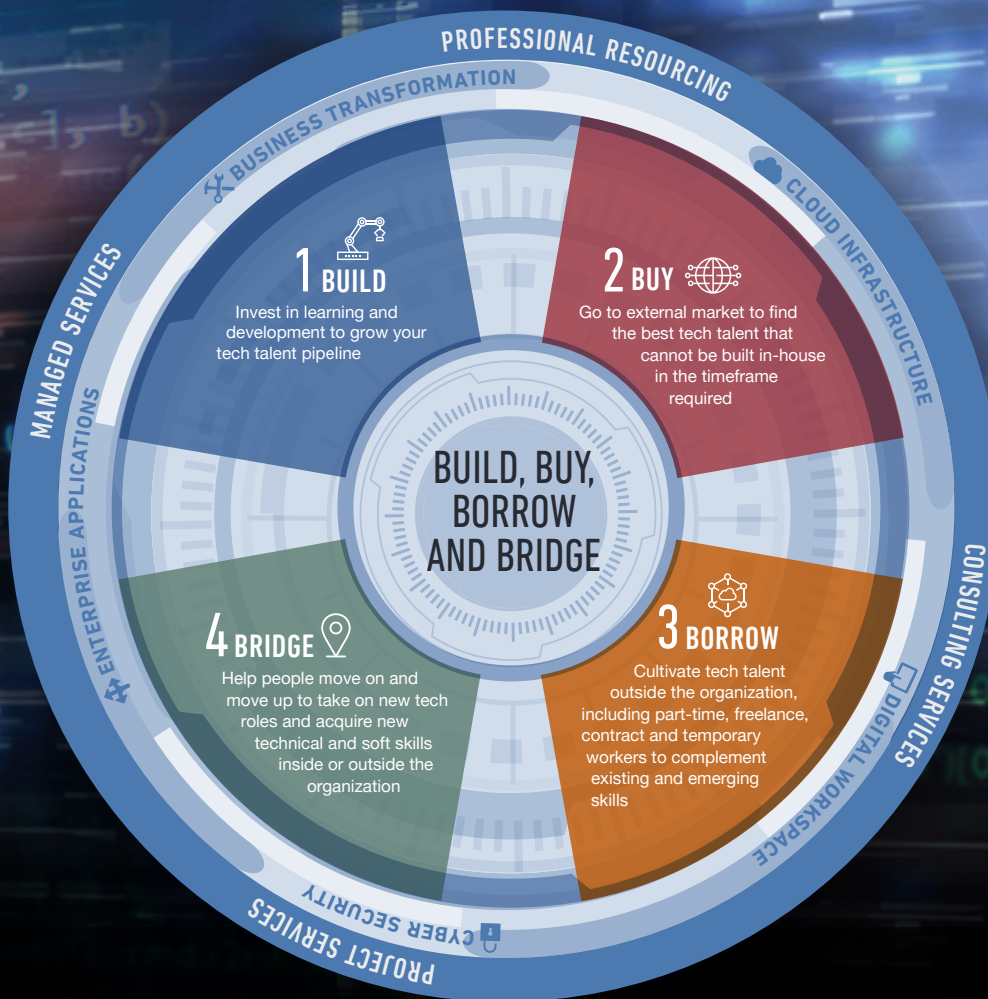 PROFESSIONAL RESOURCING
BUSINESS TRANSFORMATION
CLOUD INFRASTRUCTURE
MANAGED SERVICES
ENTERPRISE APPLICATIONS
1 BUILD
Invest in learning and
development to grow your
tech talent pipeline
2 BUY
Go to external market to find
the best tech talent that
cannot be built in-house
in the timeframe
required
BUILD, BUY,
BORROW
AND BRIDGE
4 BRIDGE
Help people move on and
move up to take on new tech
roles and acquire new
technical and soft skills
inside or outside the
organization
3 BORROW
Cultivate tech talent
outside the organization,
including part-time, freelance,
contract and temporary
workers to complement
existing and emerging
skills
CONSULTING SERVICES
DIGITAL WORKSPACE
CYBER SECURITY
PROJECT SERVICES